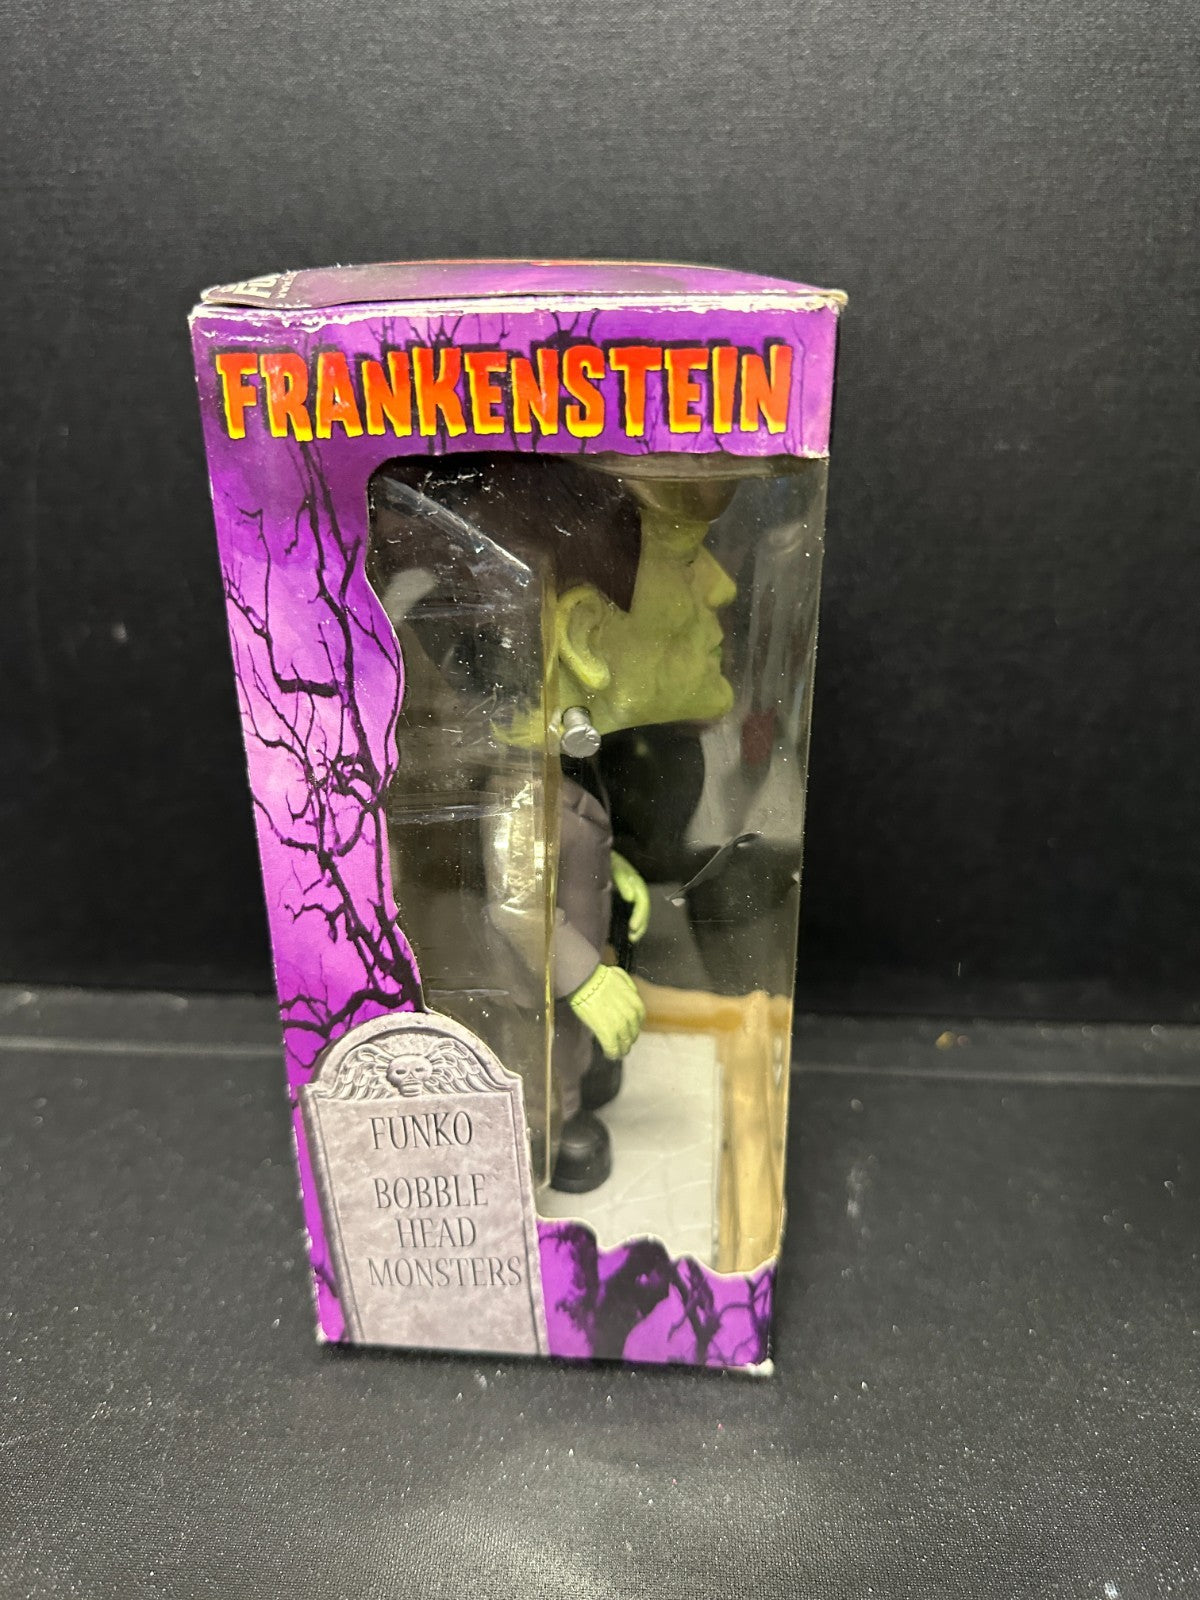 FRANKENSTEIN
FUNKO
BOBBLE
HEAD
MONSTERS